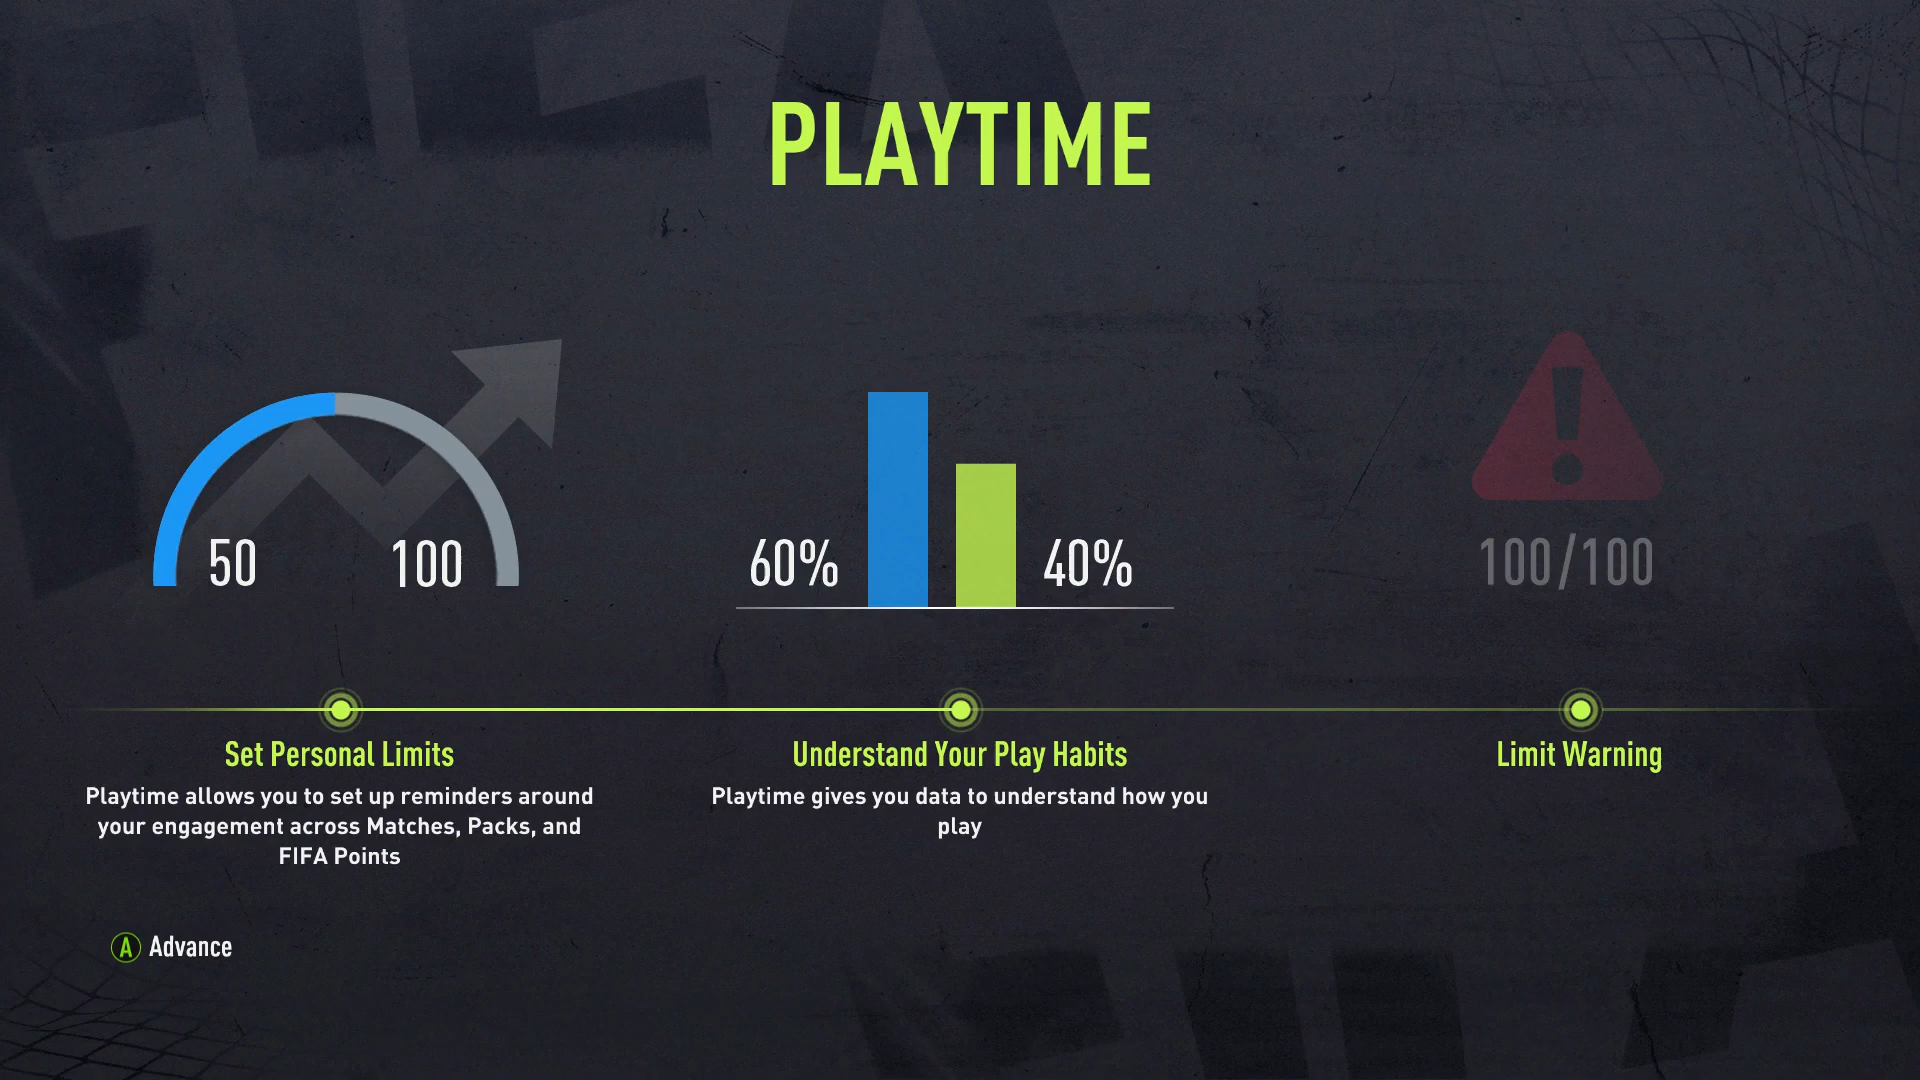 PLAYTIME
50
100
60%
40%
100/100
Set Personal Limits
Playtime allows you to set up reminders around
your engagement across Matches, Packs, and
FIFA Points
Understand Your Play Habits
Playtime gives you data to understand how you
play
Limit Warning
A Advance